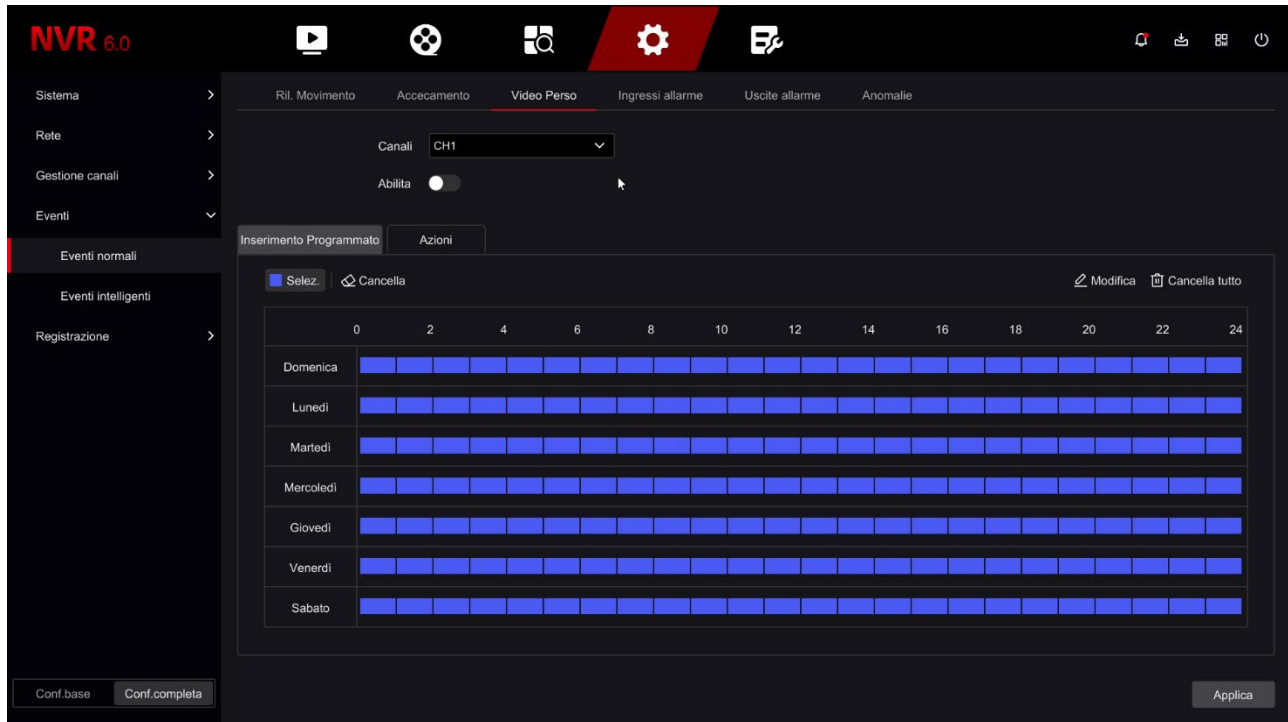 NVR 6.0
Sistema
Rete
Gestione canali
Eventi
Eventi normali
Eventi intelligenti
Registrazione
Conf.base Conf.completa
Ril. Movimento Accecamento Video Perso Ingressi allarme Uscite allarme Anomalie
Canali CH1
Abilita
Inserimento Programmato Azioni
Selez. Cancella Modifica Cancella tutto
0 2 4 6 8 10 12 14 16 18 20 22 24
Domenica
Lunedì
Martedì
Mercoledì
Giovedì
Venerdì
Sabato
Applica